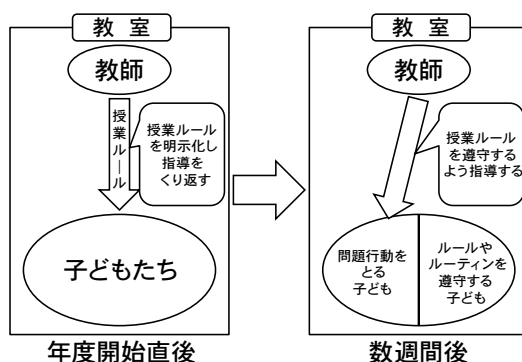 教 室
教師
授業ルール
授業ルール
を明示化し
指導を
くり返す
子どもたち
年度開始直後
教 室
教師
授業ルール
を遵守する
よう指導する
問題行動を
とる
子ども
ルールや
ルーティンを
遵守する
子ども
数週間後